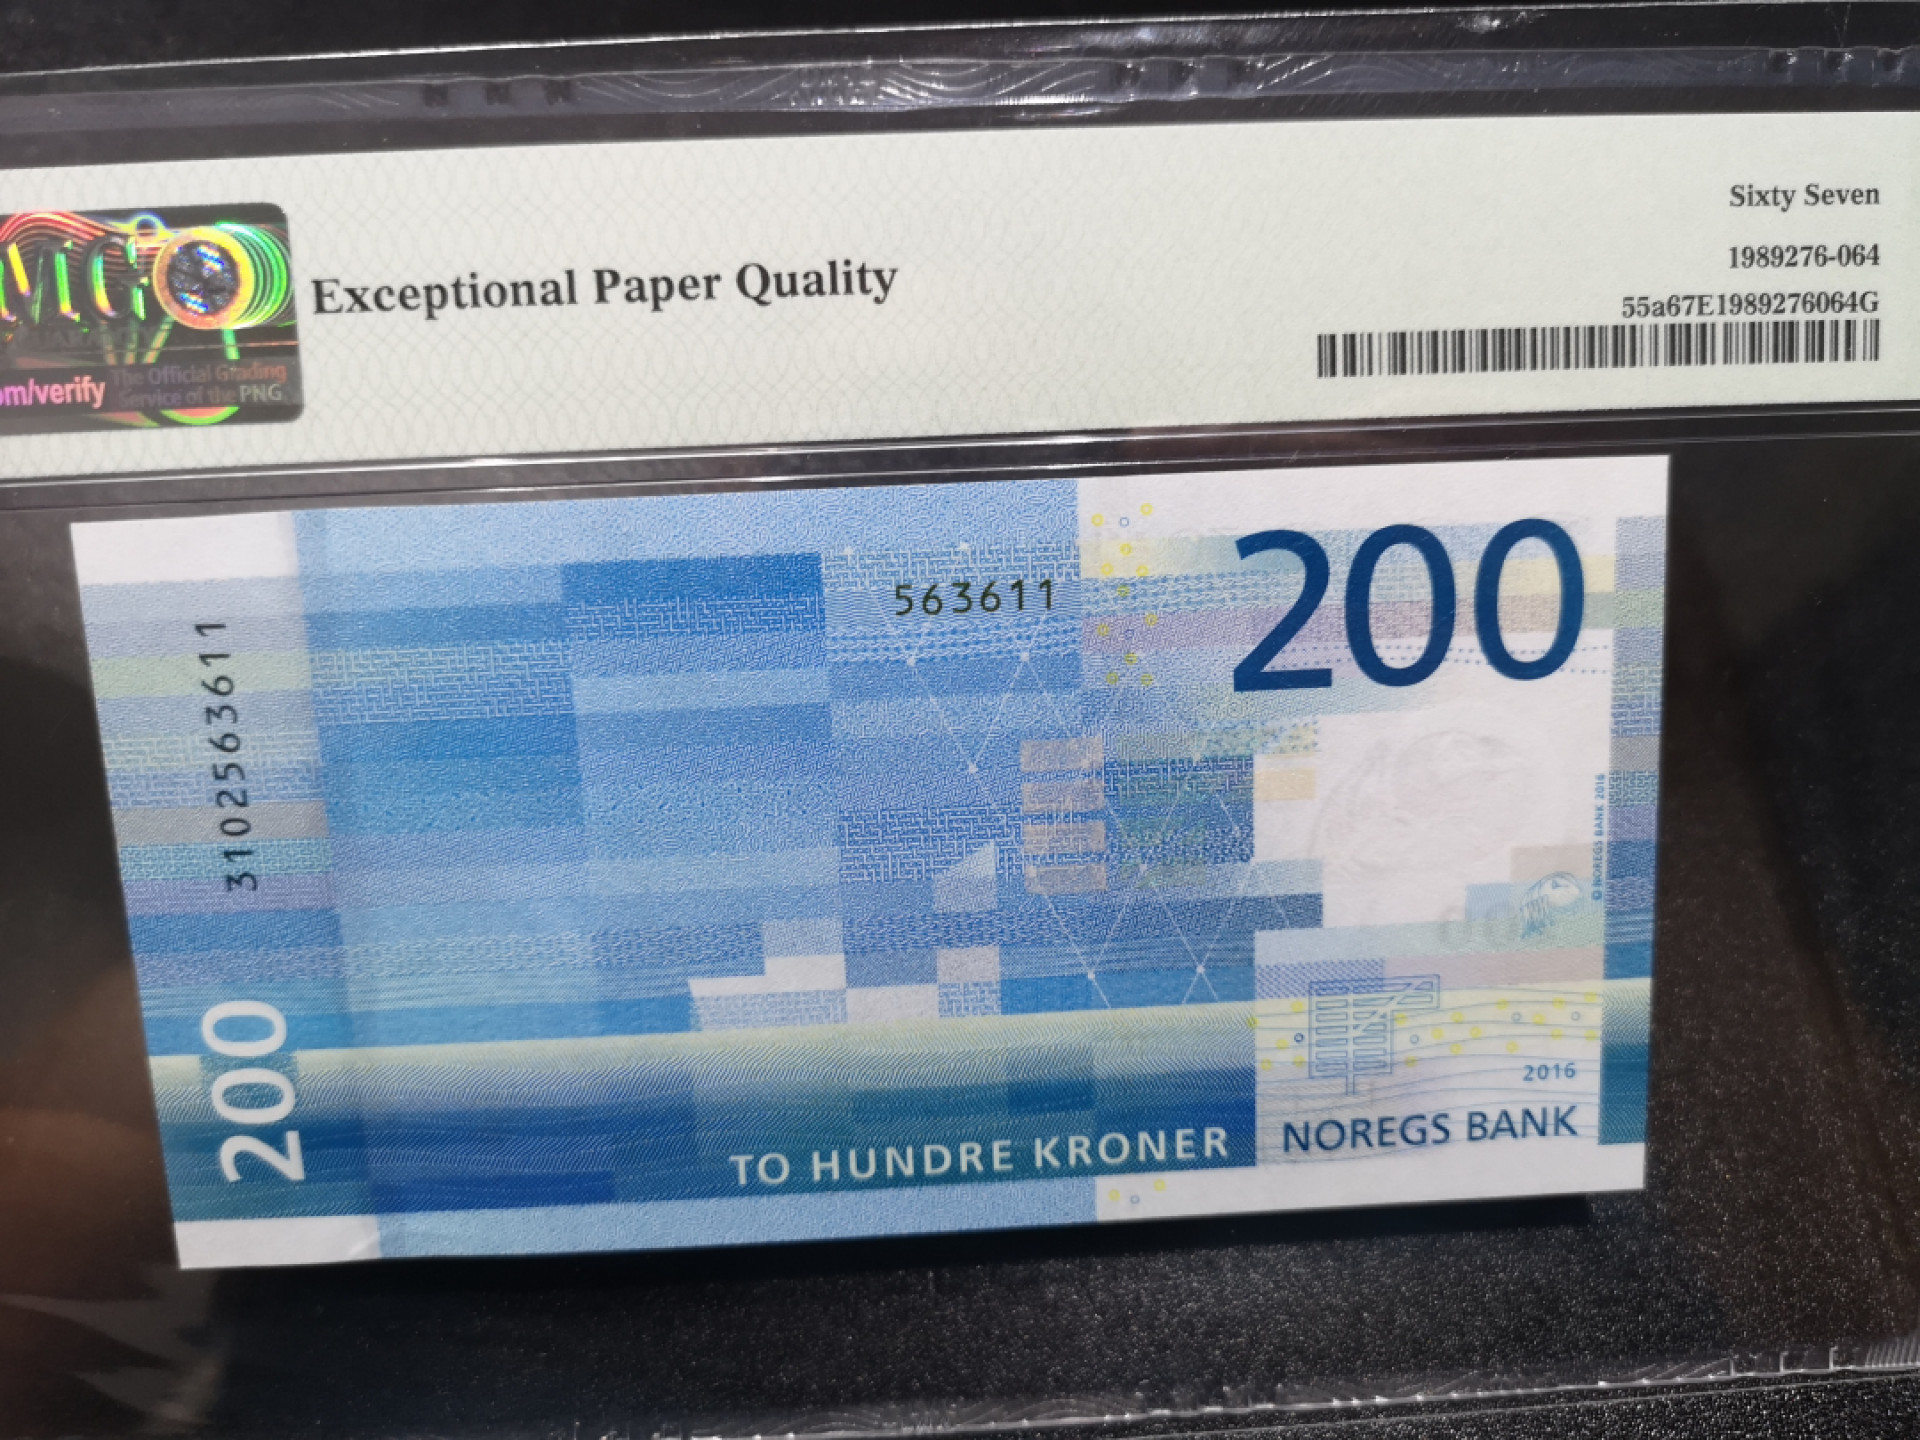 Sixty Seven
1989276-064
55a67E1989276064G
Exceptional Paper Quality
om/verify
The Official Grading
Service of the PNG
200
563611
3102563611
© NOREGS BANK 2016
200
2016
TO HUNDRE KRONER
NOREGS BANK